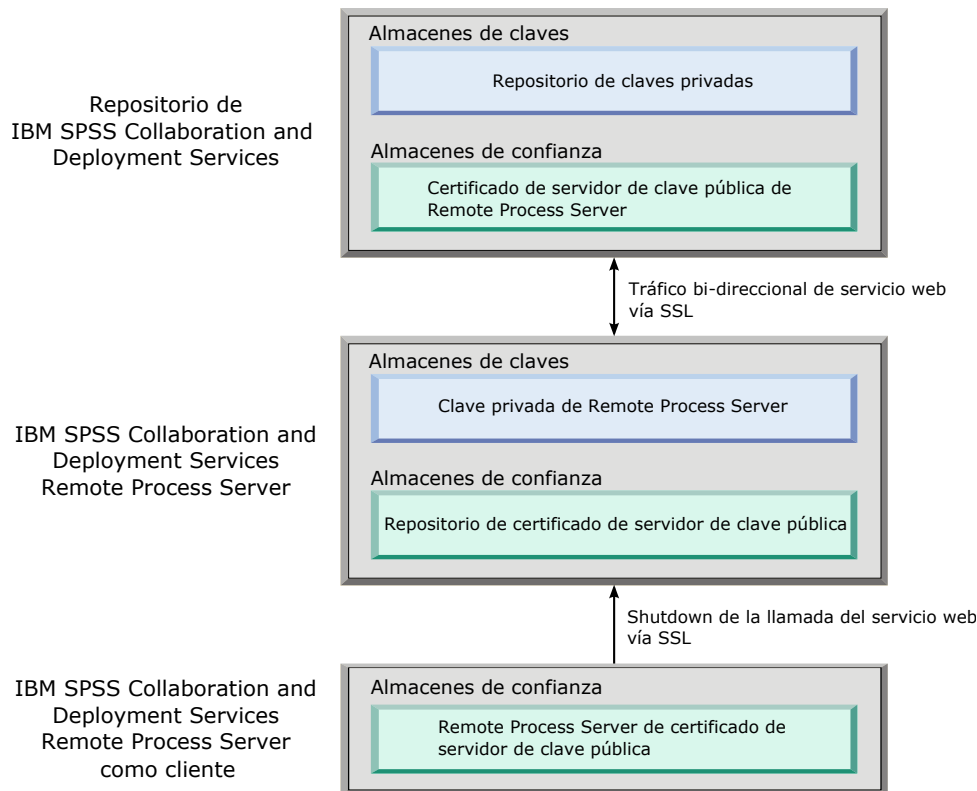 Almacenes de claves
Repositorio de claves privadas
Repositorio de
IBM SPSS Collaboration and
Deployment Services
Almacenes de confianza
Certificado de servidor de clave pública de
Remote Process Server
Tráfico bi-direccional de servicio web
vía SSL
Almacenes de claves
Clave privada de Remote Process Server
IBM SPSS Collaboration and
Deployment Services
Remote Process Server
Almacenes de confianza
Repositorio de certificado de servidor de clave pública
Shutdown de la llamada del servicio web
vía SSL
IBM SPSS Collaboration and
Deployment Services
Remote Process Server
como cliente
Almacenes de confianza
Remote Process Server de certificado de
servidor de clave pública